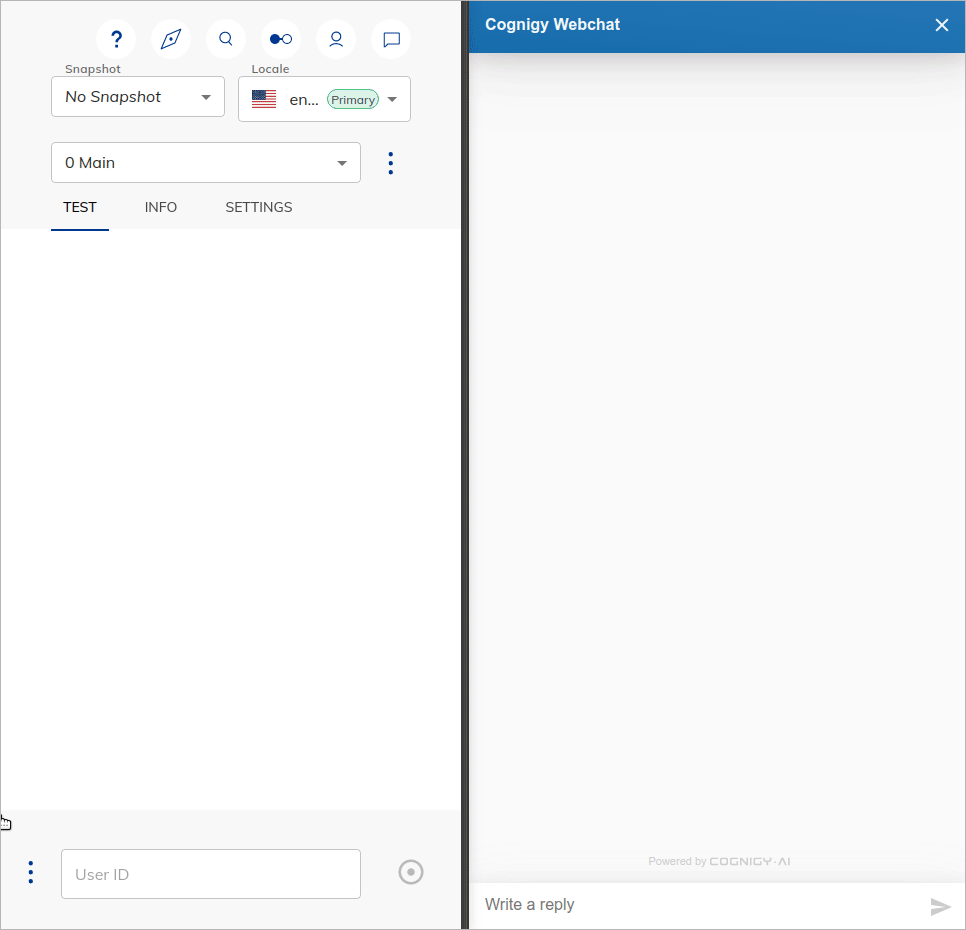 ?
Snapshot
Locale
No Snapshot
en... Primary
0 Main
TEST INFO SETTINGS
User ID
Cognigy Webchat
Powered by COGNIGY·AI
Write a reply